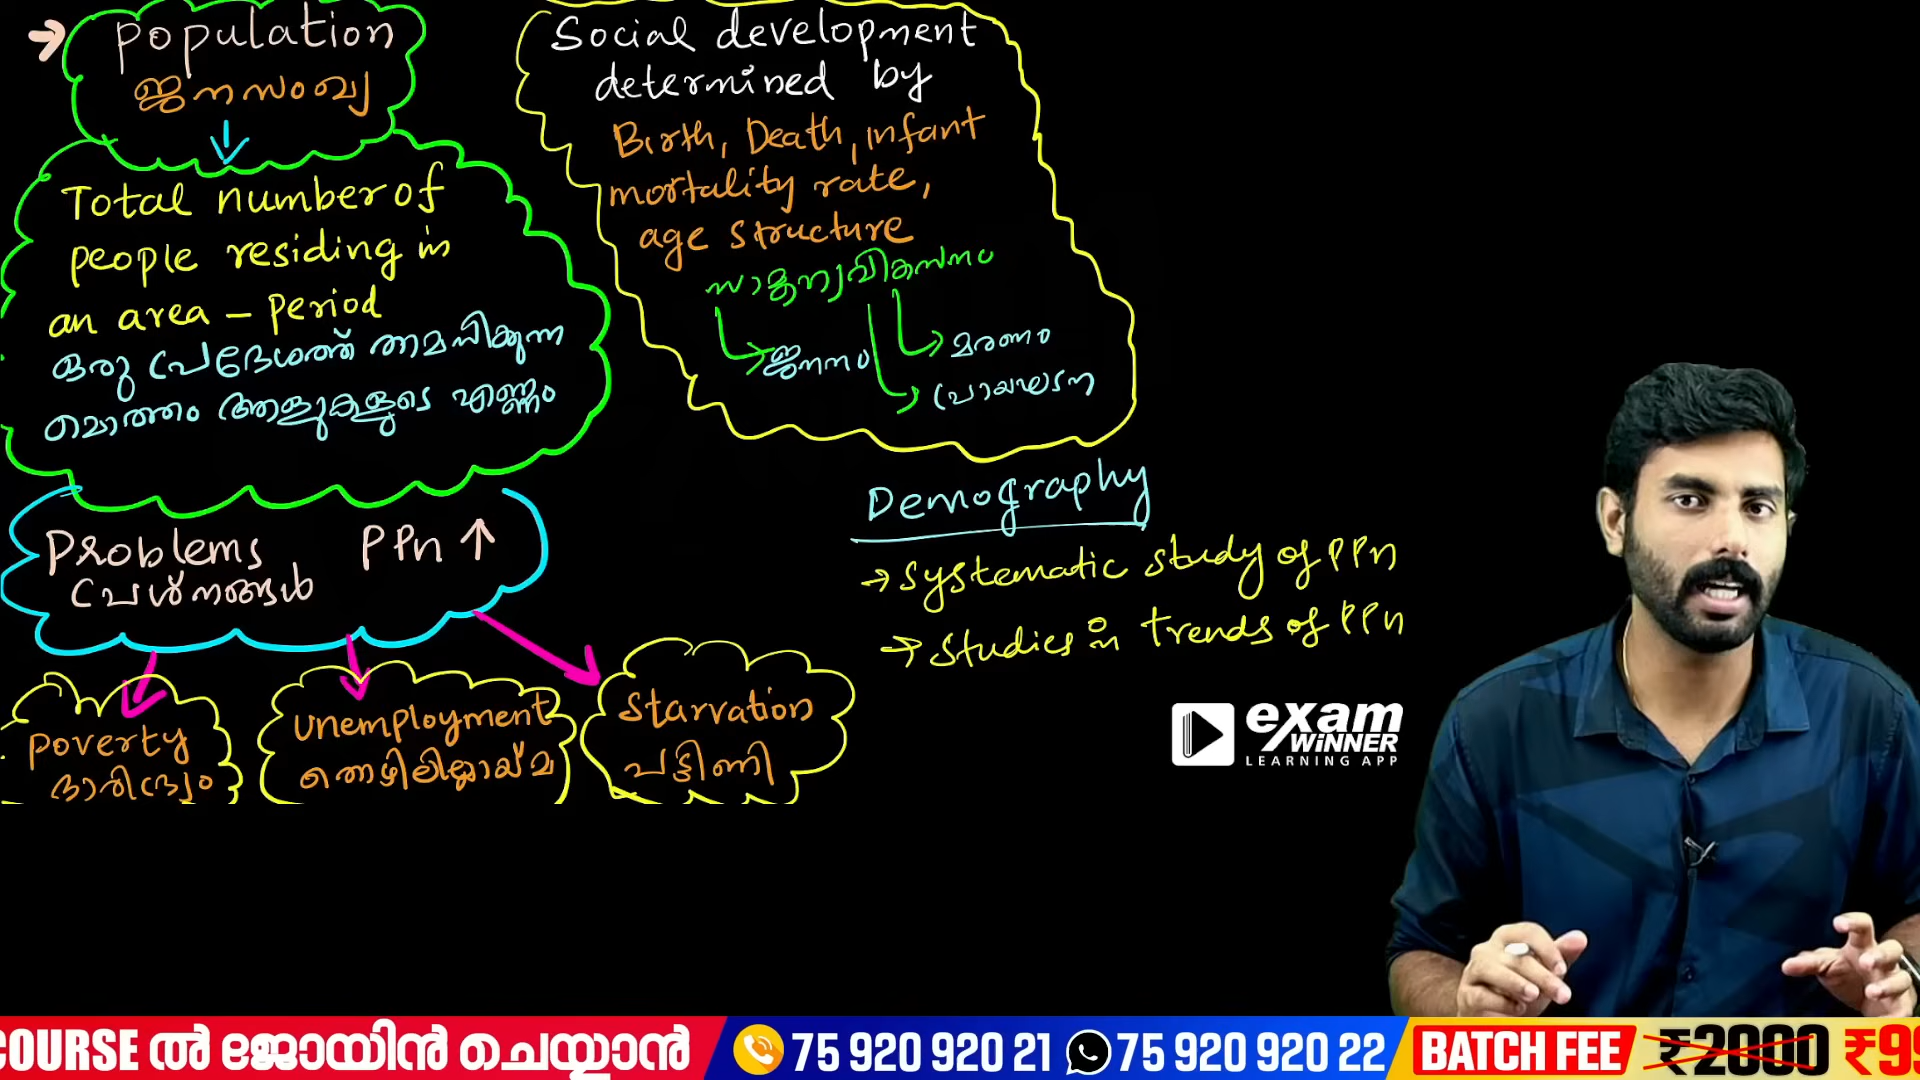 Population
ജനസംഖ്യ
Total number of
people residing in
an area - period
ഒരു പ്രദേശത്ത് താമസിക്കുന്ന
മൊത്തം ആളുകളുടെ എണ്ണം
Problems PPn ↑
പ്രശ്നങ്ങൾ
Poverty
ദാരിദ്ര്യം
unemployment
തൊഴിലില്ലായ്മ
Starvation
പട്ടിണി
Social development
determined by
Birth, Death, infant
mortality rate,
age structure
ജനനം
മരണം
പ്രായഘടന
Demography
→ systematic study of PPn
→ studies in trends of PPn
exam
WINNER
LEARNING APP
COURSE ൽ ജോയിൻ ചെയ്യാൻ 75 920 920 21 75 920 920 22 BATCH FEE ₹2000